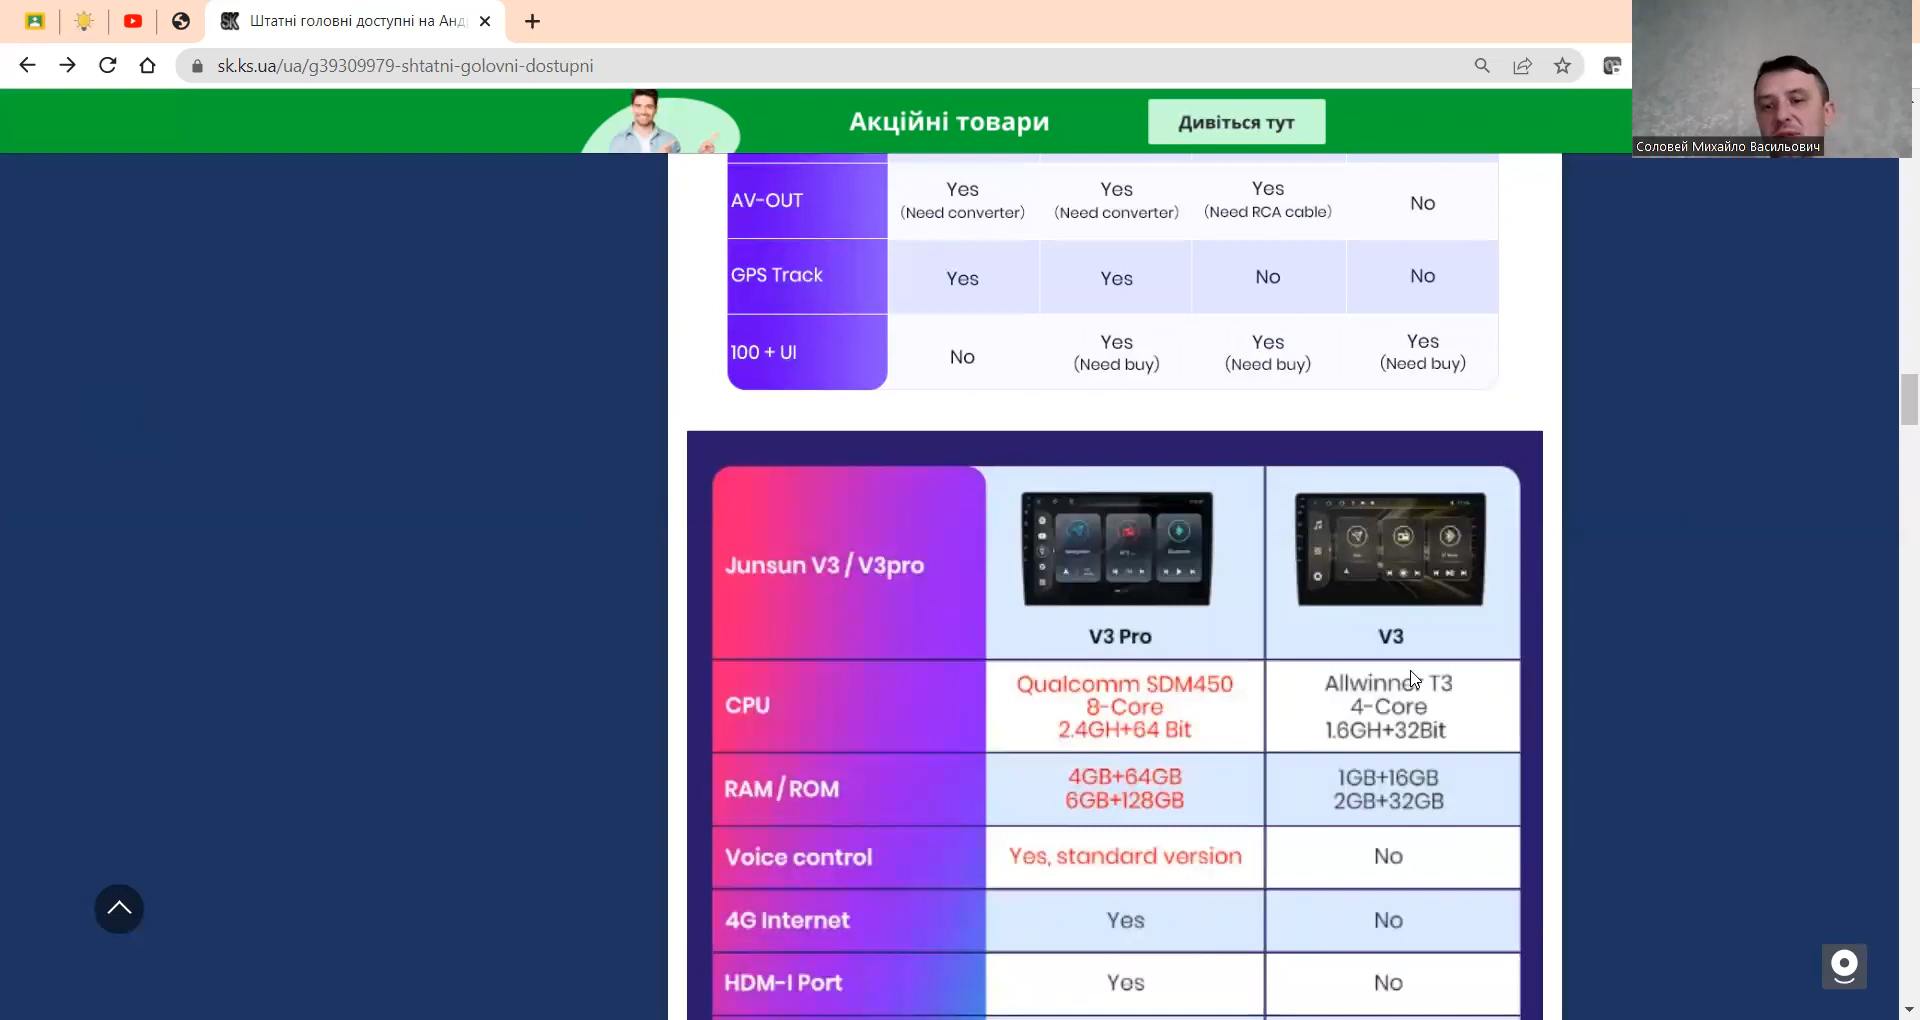 Штатні головні доступні на Анд
sk.ks.ua/ua/g39309979-shtatni-golovni-dostupni
Акційні товари
Дивіться тут
Соловей Михайло Васильович
AV-OUT
Yes
(Need converter)
Yes
(Need converter)
Yes
(Need RCA cable)
No
GPS Track
Yes
Yes
No
No
100 + UI
No
Yes
(Need buy)
Yes
(Need buy)
Yes
(Need buy)
Junsun V3 / V3pro
V3 Pro
V3
CPU
Qualcomm SDM450
8-Core
2.4GH+64 Bit
Allwinner T3
4-Core
1.6GH+32Bit
RAM / ROM
4GB+64GB
6GB+128GB
1GB+16GB
2GB+32GB
Voice control
Yes, standard version
No
4G Internet
Yes
No
HDM-I Port
Yes
No